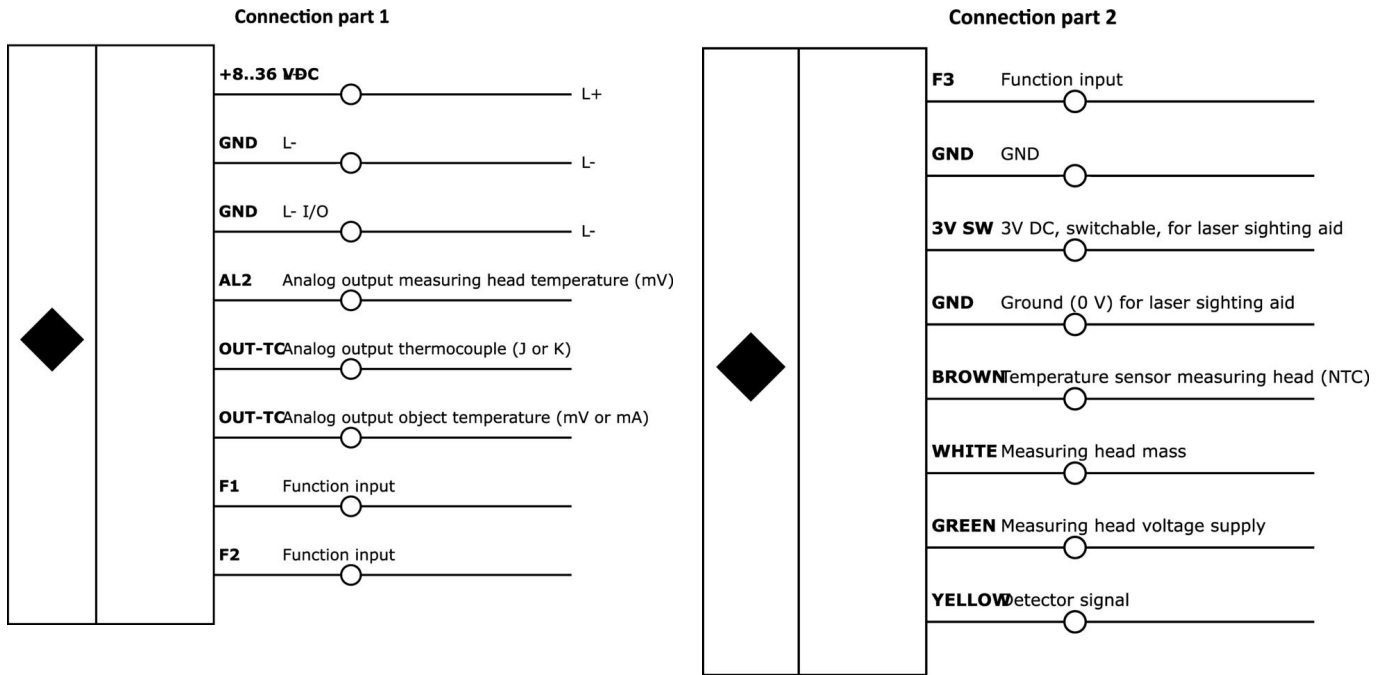 Connection part 1
+8..36 VDC L+
L+
GND L-
L-
GND L- I/O
L-
AL2 Analog output measuring head temperature (mV)
OUT-TC Analog output thermocouple (J or K)
OUT-TC Analog output object temperature (mV or mA)
F1 Function input
F2 Function input
Connection part 2
F3 Function input
GND GND
3V SW 3V DC, switchable, for laser sighting aid
GND Ground (0 V) for laser sighting aid
BROWN Temperature sensor measuring head (NTC)
WHITE Measuring head mass
GREEN Measuring head voltage supply
YELLOW Detector signal